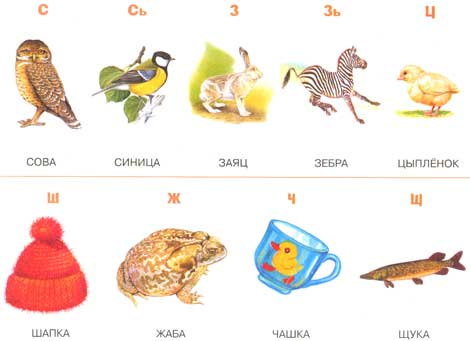 С Сь З Зь Ц
СОВА СИНИЦА ЗАЯЦ ЗЕБРА ЦЫПЛЁНОК
Ш Ж Ч Щ
ШАПКА ЖАБА ЧАШКА ЩУКА